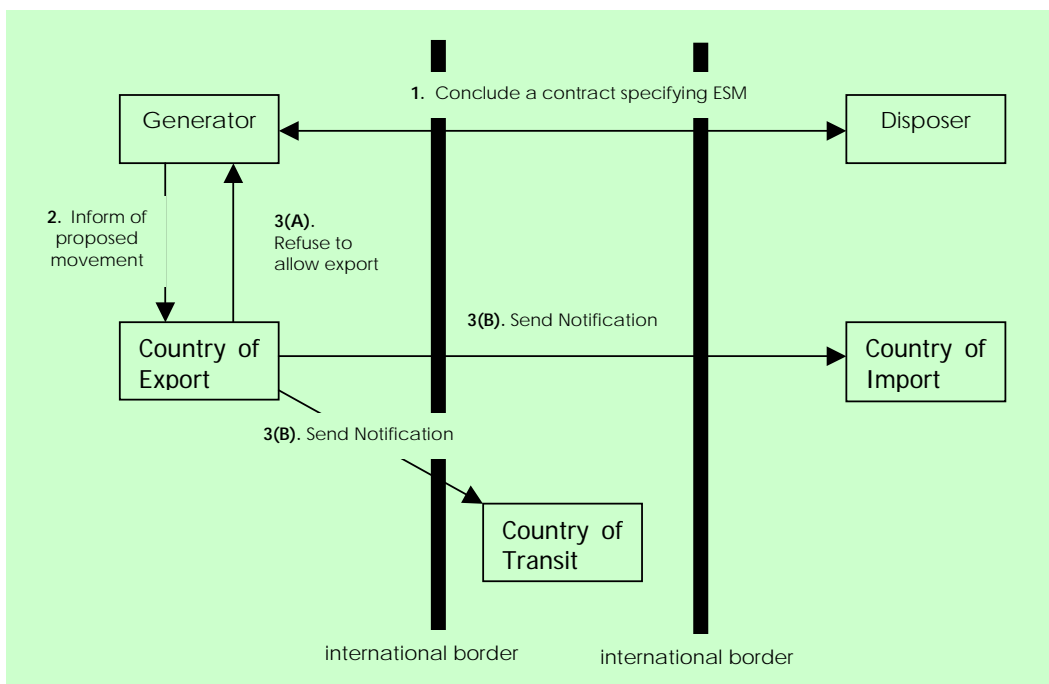 1. Conclude a contract specifying ESM
Generator
Disposer
2. Inform of
proposed
movement
3(A).
Refuse to
allow export
3(B). Send Notification
Country of
Export
Country of
Import
3(B). Send Notification
Country of
Transit
international border
international border